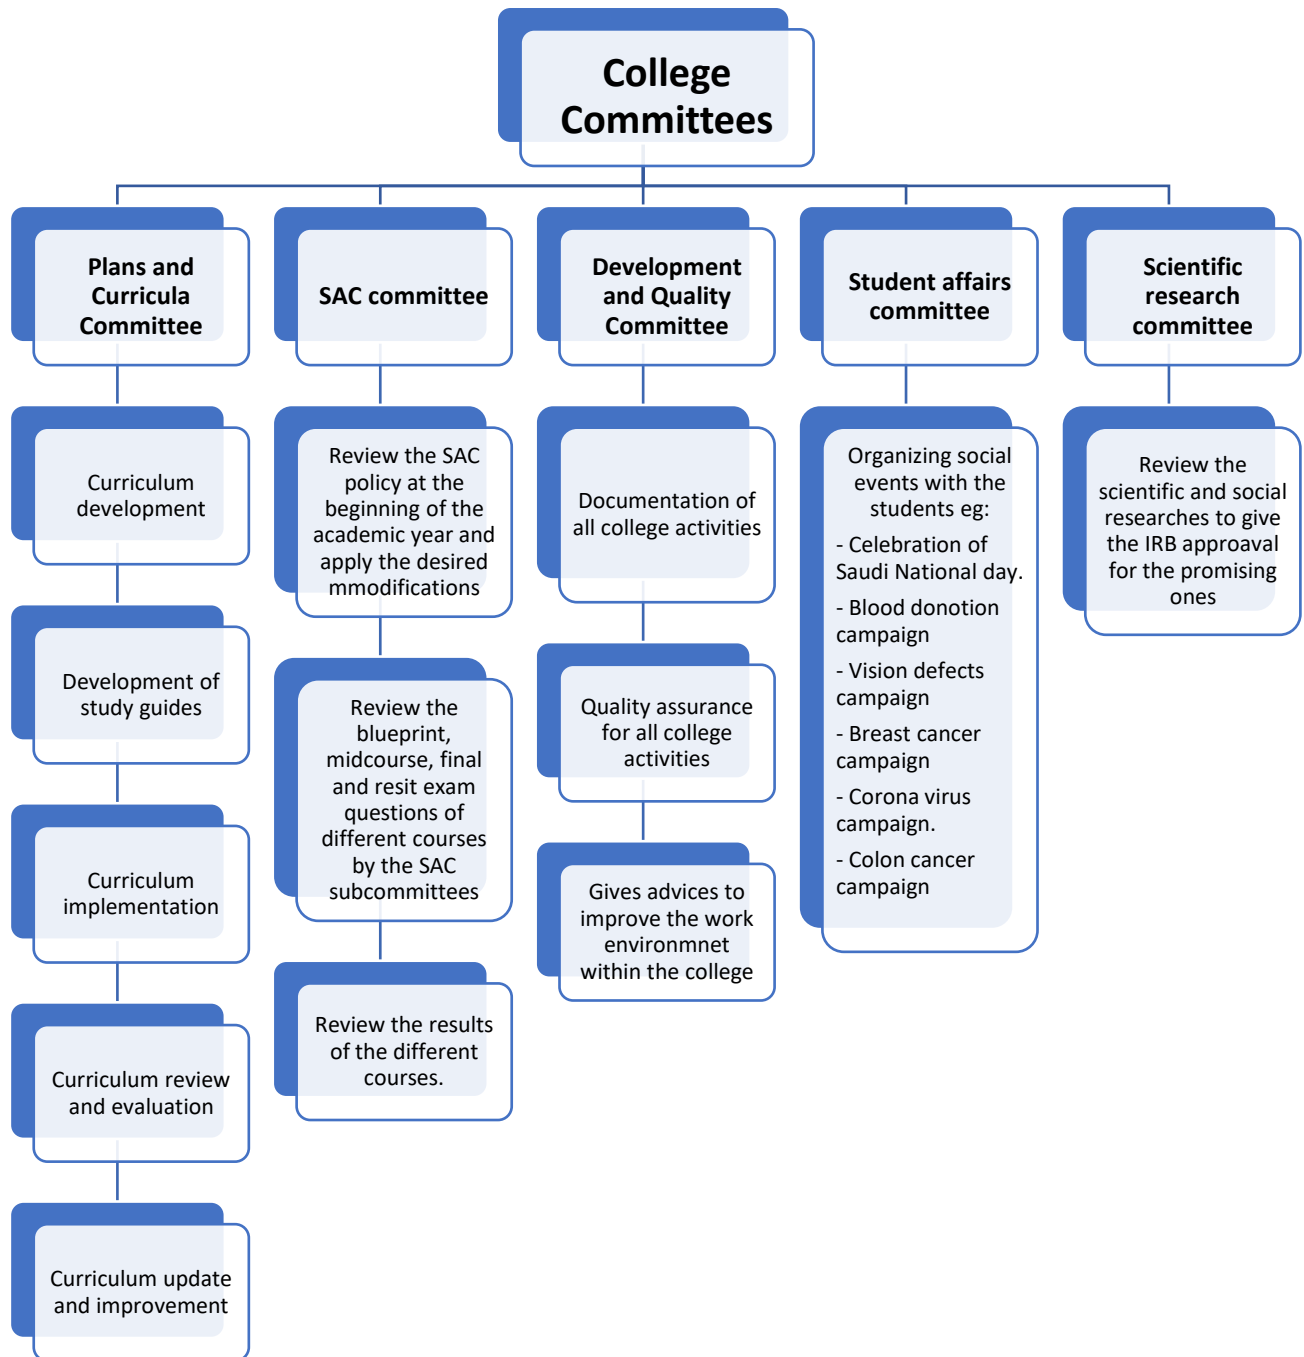 College
Committees
Plans and
Curricula
Committee
SAC committee
Development
and Quality
Committee
Student affairs
committee
Scientific
research
committee
Curriculum
development
Development of
study guides
Curriculum
implementation
Curriculum review
and evaluation
Curriculum update
and improvement
Review the SAC
policy at the
beginning of the
academic year and
apply the desired
mmodifications
Review the
blueprint,
midcourse, final
and resit exam
questions of
different courses
by the SAC
subcommittees
Review the results
of the different
courses.
Documentation of
all college activities
Quality assurance
for all college
activities
Gives advices to
improve the work
environmnet
within the college
Organizing social
events with the
students eg:
- Celebration of
Saudi National day.
- Blood donotion
campaign
- Vision defects
campaign
- Breast cancer
campaign
- Corona virus
campaign.
- Colon cancer
campaign
Review the
scientific and social
researches to give
the IRB approaval
for the promising
ones